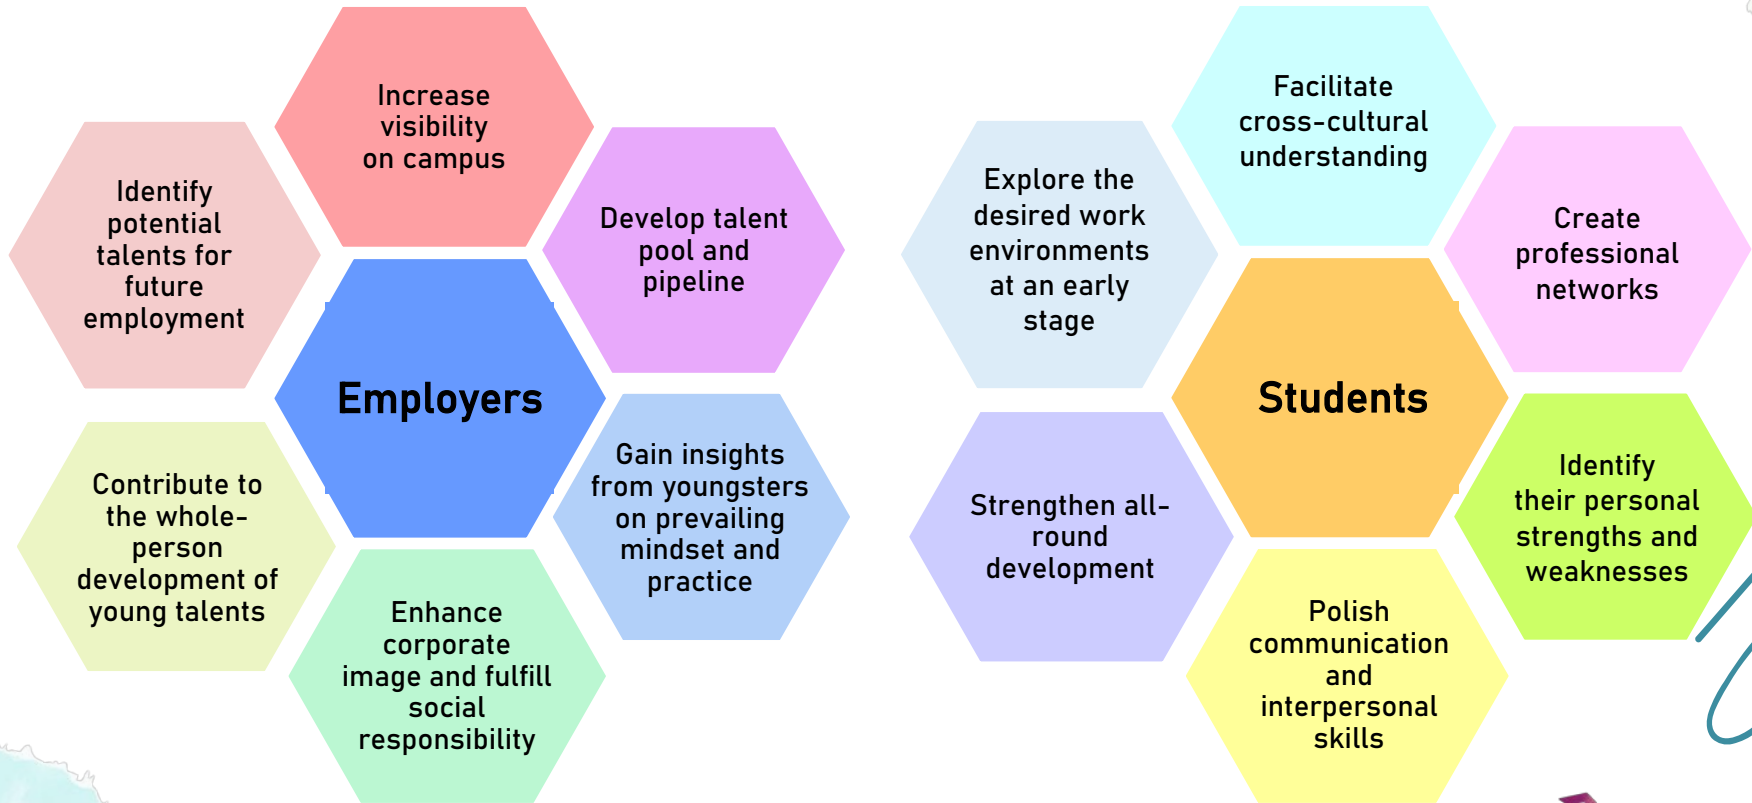 Increase
visibility
on campus
Identify
potential
talents for
future
employment
Develop talent
pool and
pipeline
Employers
Contribute to
the whole-
person
development of
young talents
Gain insights
from youngsters
on prevailing
mindset and
practice
Enhance
corporate
image and fulfill
social
responsibility
Facilitate
cross-cultural
understanding
Explore the
desired work
environments
at an early
stage
Create
professional
networks
Students
Strengthen all-
round
development
Identify
their personal
strengths and
weaknesses
Polish
communication
and
interpersonal
skills